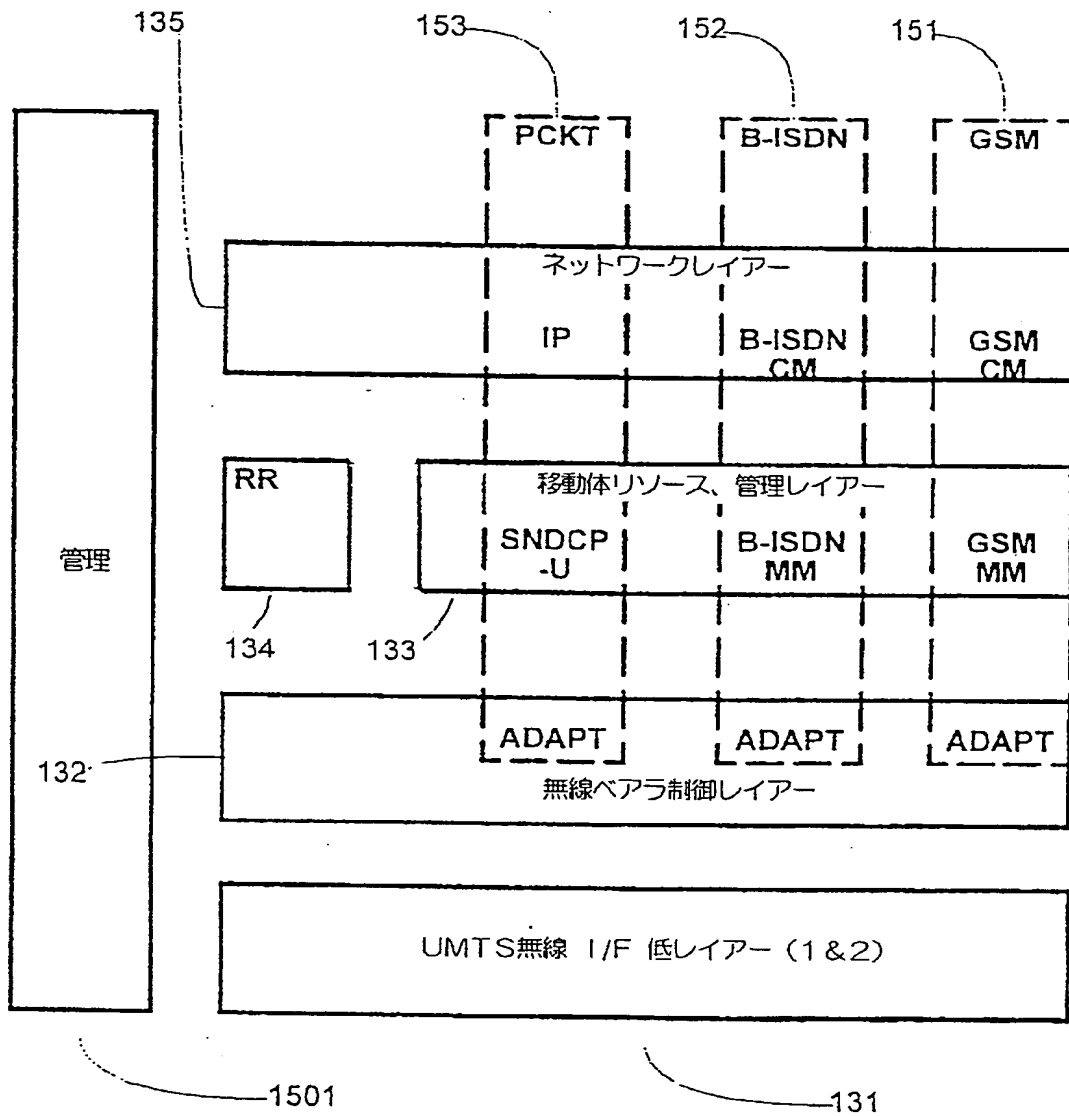 135
153
152
151
PCKT
B-ISDN
GSM
ネットワークレイアー
IP
B-ISDN
CM
GSM
CM
RR
移動体リソース、管理レイアー
SNDCP
-U
B-ISDN
MM
GSM
MM
管理
134
133
ADAPT
ADAPT
ADAPT
132
無線ベアラ制御レイアー
UMTS無線 I/F 低レイアー（1＆2）
1501
131